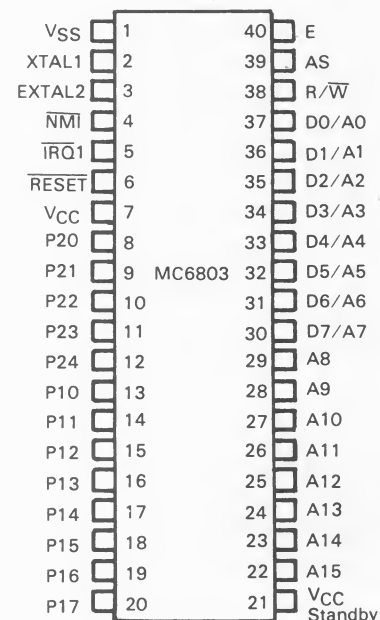 VSS 1 40 E
XTAL1 2 39 AS
EXTAL2 3 38 R/W̅
N̅M̅I̅ 4 37 D0/A0
I̅R̅Q̅1 5 36 D1/A1
R̅E̅S̅E̅T̅ 6 35 D2/A2
VCC 7 34 D3/A3
P20 8 33 D4/A4
P21 9 MC6803 32 D5/A5
P22 10 31 D6/A6
P23 11 30 D7/A7
P24 12 29 A8
P10 13 28 A9
P11 14 27 A10
P12 15 26 A11
P13 16 25 A12
P14 17 24 A13
P15 18 23 A14
P16 19 22 A15
P17 20 21 VCC
Standby